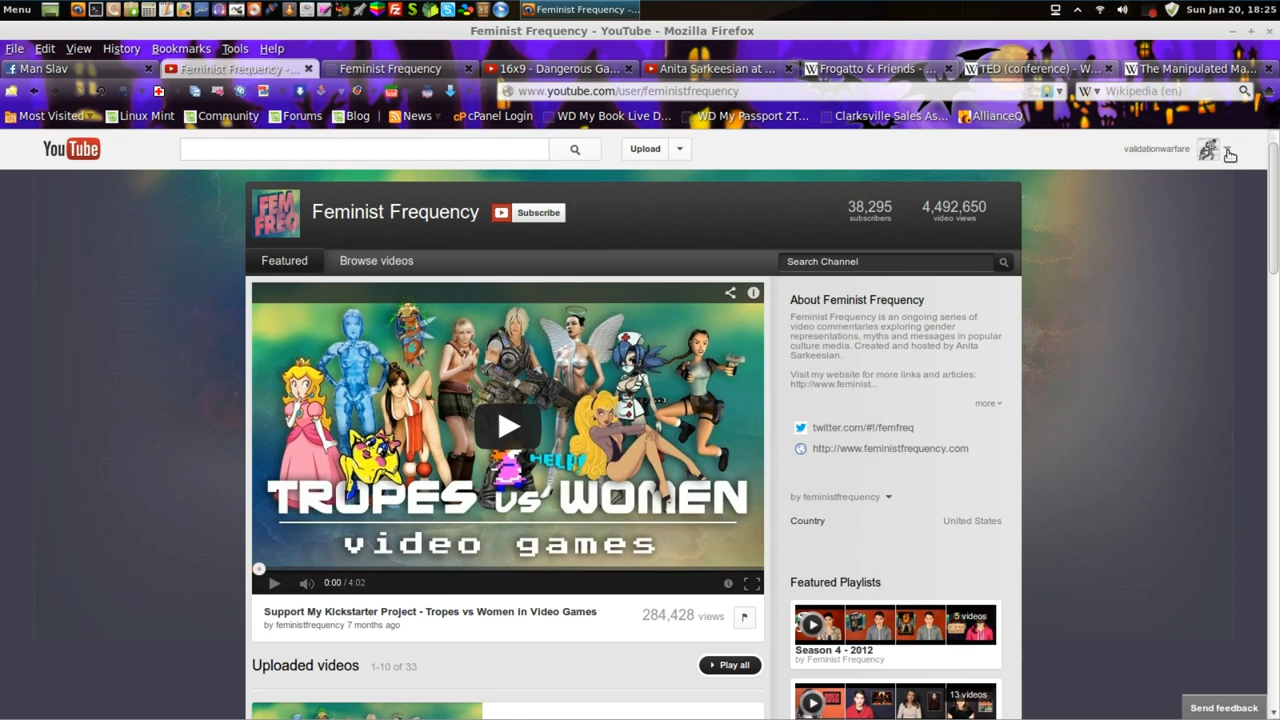 Menu
Feminist Frequency -...
Sun Jan 20, 18:25
Feminist Frequency - YouTube - Mozilla Firefox
File Edit View History Bookmarks Tools Help
Man Slav
Feminist Frequency -...
Feminist Frequency
16x9 - Dangerous Ga...
Anita Sarkeesian at ...
Frogatto & Friends - ...
TED (conference) - W...
The Manipulated Ma...
www.youtube.com/user/feministfrequency
Wikipedia (en)
Most Visited
Linux Mint
Community
Forums
Blog
News
cPanel Login
WD My Book Live D...
WD My Passport 2T...
Clarksville Sales As...
AllianceQ
YouTube
Upload
validationwarfare
FEM FREQ
Feminist Frequency
Subscribe
38,295
subscribers
4,492,650
video views
Featured
Browse videos
Search Channel
HELP!
TROPES vs WOMEN
video games
0:00 / 4:02
Support My Kickstarter Project - Tropes vs Women in Video Games
by feministfrequency 7 months ago
284,428 views
Uploaded videos 1-10 of 33
Play all
About Feminist Frequency
Feminist Frequency is an ongoing series of
video commentaries exploring gender
representations, myths and messages in popular
culture media. Created and hosted by Anita
Sarkeesian.
Visit my website for more links and articles:
http://www.feminist...
more
twitter.com/#!/femfreq
http://www.feministfrequency.com
by feministfrequency
Country United States
Featured Playlists
5 videos
Season 4 - 2012
by Feminist Frequency
13 videos
Send feedback